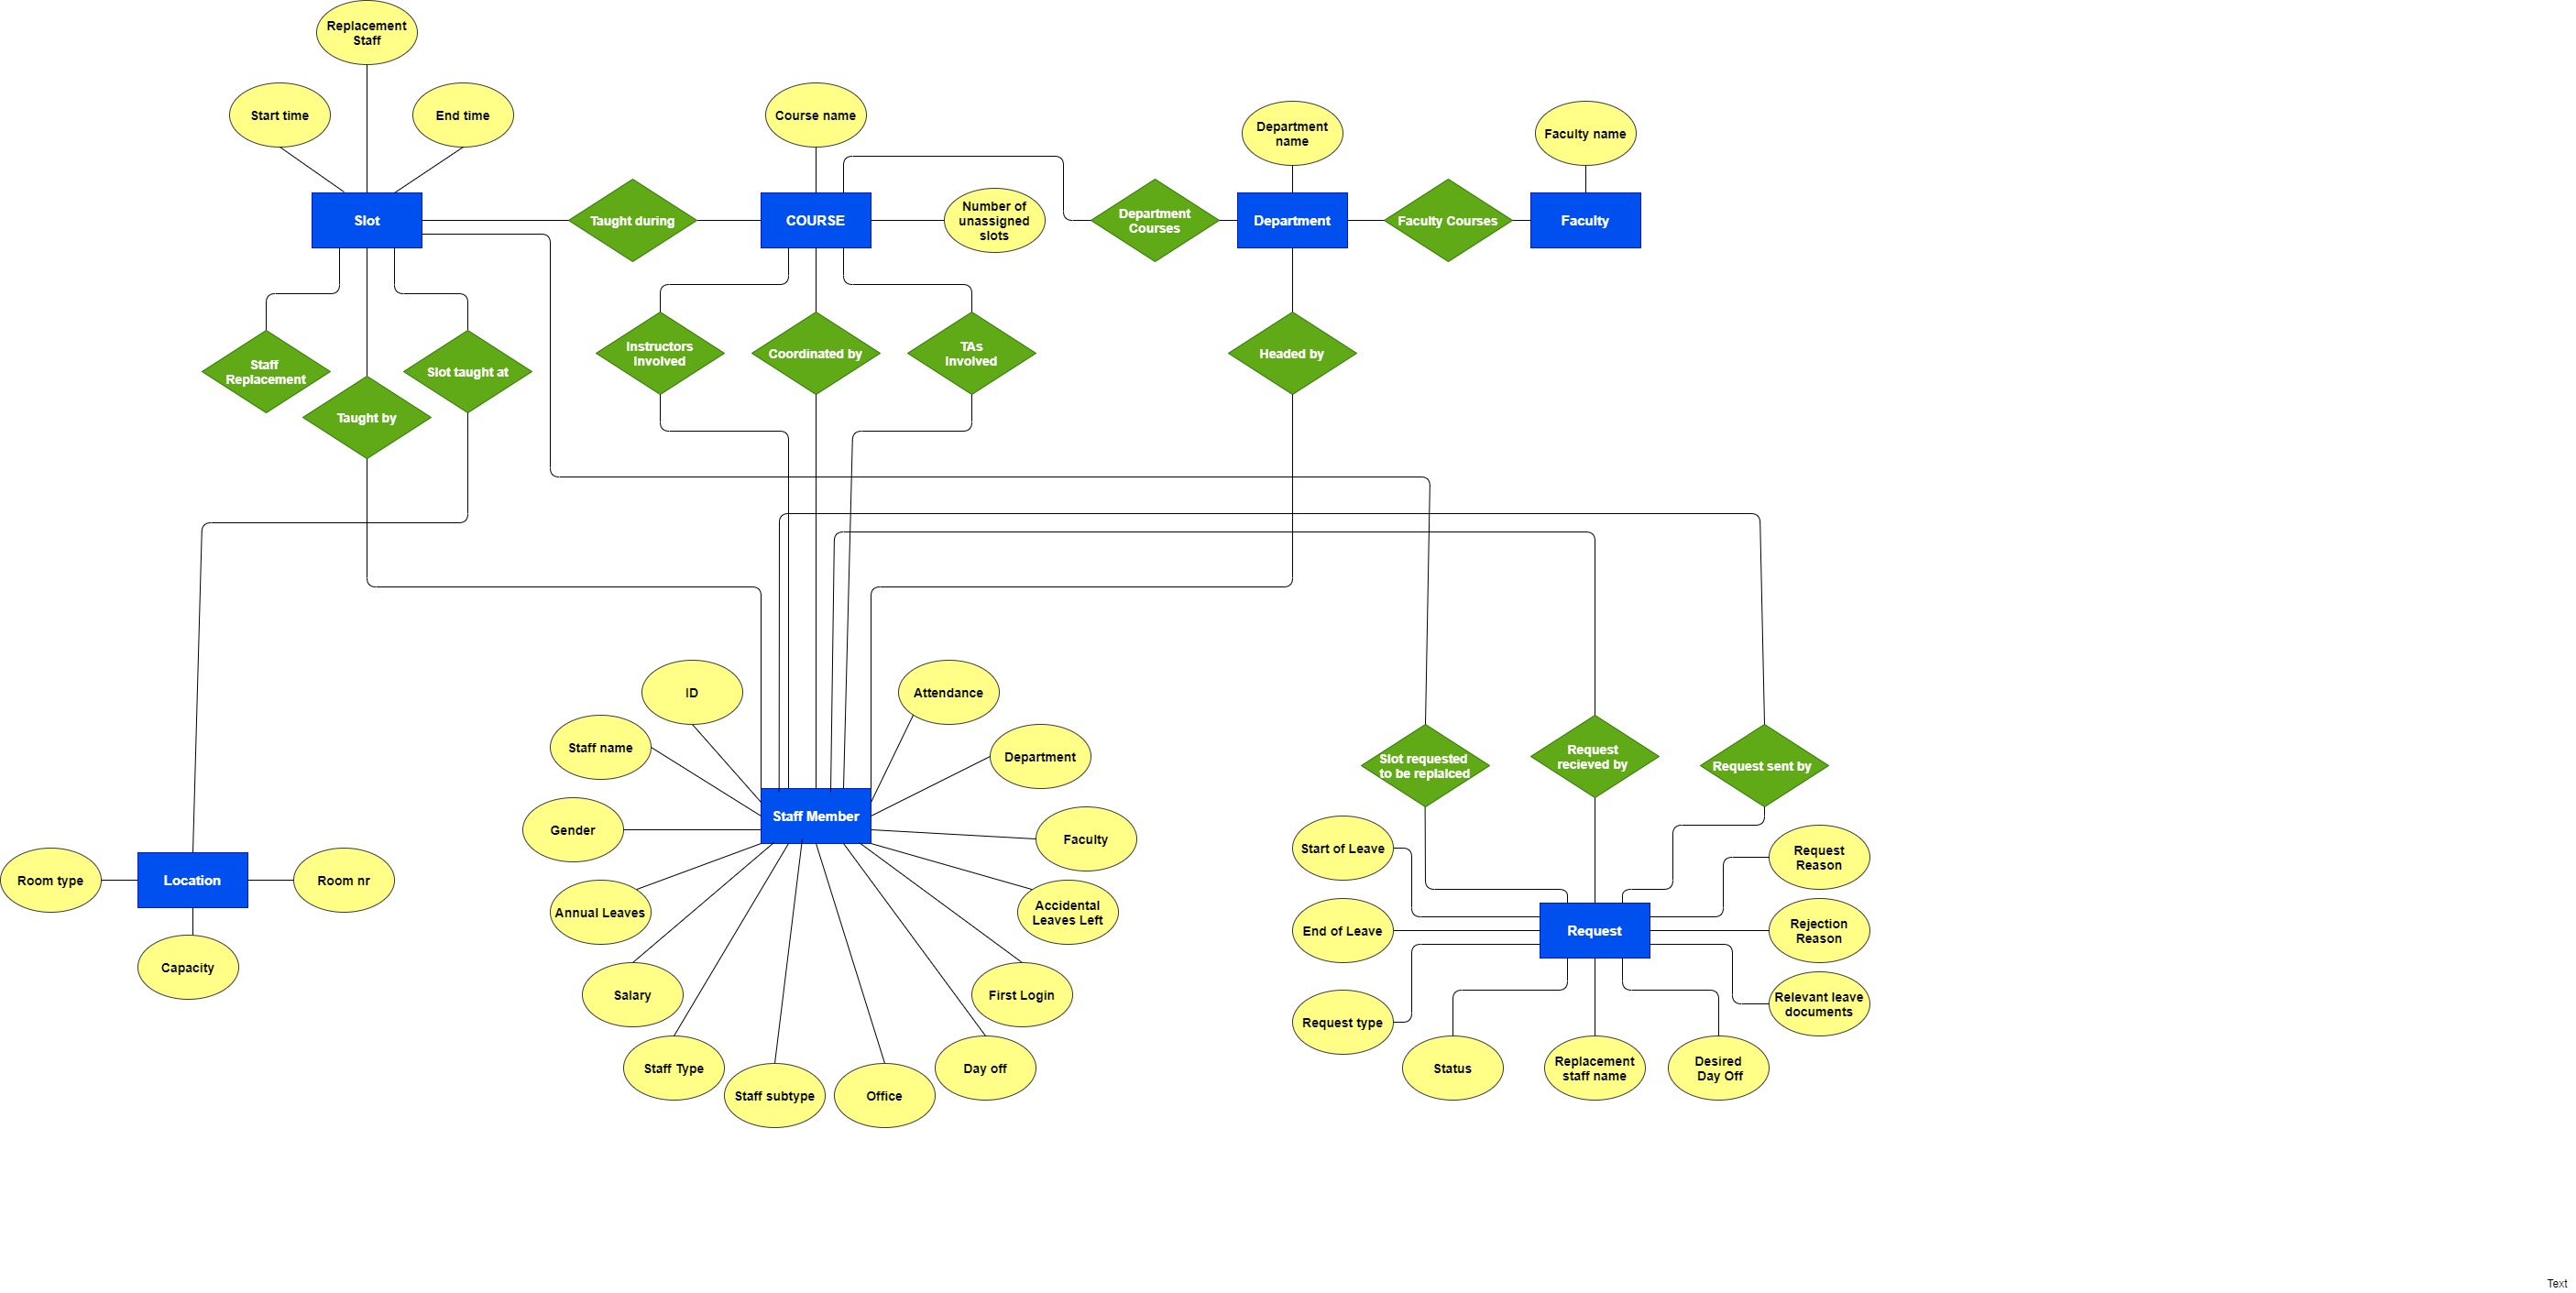 Replacement
Staff
Start time
End time
Course name
Department
name
Faculty name
Slot
Taught during
COURSE
Number of
unassigned
slots
Department
Courses
Department
Faculty Courses
Faculty
Staff
Replacement
Taught by
Slot taught at
Instructors
Involved
Coordinated by
TAs
Involved
Headed by
ID
Attendance
Staff name
Department
Gender
Staff Member
Faculty
Annual Leaves
Accidental
Leaves Left
Salary
First Login
Staff Type
Staff subtype
Office
Day off
Room type
Location
Room nr
Capacity
Slot requested
to be replalced
Request
recieved by
Request sent by
Start of Leave
Request
Reason
End of Leave
Request
Rejection
Reason
Request type
Relevant leave
documents
Status
Replacement
staff name
Desired
Day Off
Text